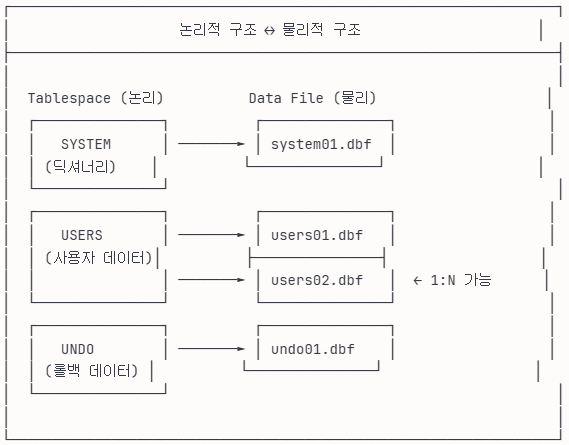 논리적 구조 ↔ 물리적 구조
Tablespace (논리) Data File (물리)
SYSTEM ───────► system01.dbf
(딕셔너리)
USERS ───────► users01.dbf
(사용자 데이터)
───────► users02.dbf ← 1:N 가능
UNDO ───────► undo01.dbf
(롤백 데이터)